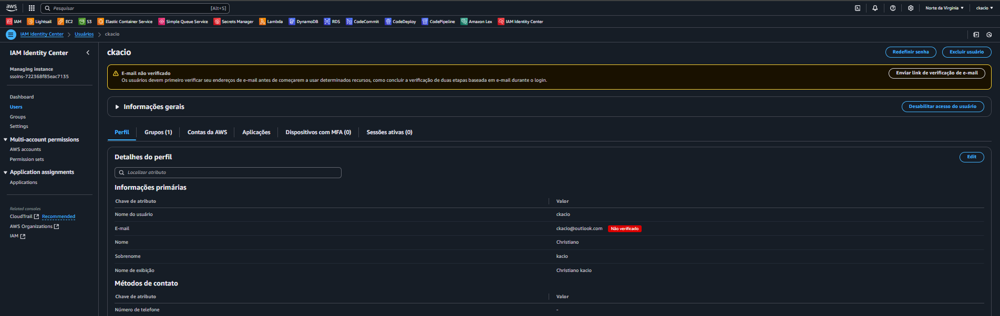 aws Pesquisar [Alt+S] Norte da Virgínia ckacio
IAM Lightsail EC2 S3 Elastic Container Service Simple Queue Service Secrets Manager Lambda DynamoDB RDS CodeCommit CodeDeploy CodePipeline Amazon Lex IAM Identity Center
IAM Identity Center Usuários ckacio
IAM Identity Center
Managing instance
ssoins-722368f85eac7135
Dashboard
Users
Groups
Settings
Multi-account permissions
AWS accounts
Permission sets
Application assignments
Applications
Related consoles
CloudTrail Recommended
AWS Organizations
IAM
ckacio
Redefinir senha Excluir usuário
E-mail não verificado
Os usuários devem primeiro verificar seu endereços de e-mail antes de começarem a usar determinados recursos, como concluir a verificação de duas etapas baseada em e-mail durante o login.
Enviar link de verificação de e-mail
Informações gerais
Desabilitar acesso do usuário
Perfil Grupos (1) Contas da AWS Aplicações Dispositivos com MFA (0) Sessões ativas (0)
Detalhes do perfil
Edit
Localizar atributo
Informações primárias
Chave de atributo Valor
Nome do usuário ckacio
E-mail ckacio@outlook.com Não verificado
Nome Christiano
Sobrenome kacio
Nome de exibição Christiano kacio
Métodos de contato
Chave de atributo Valor
Número de telefone -